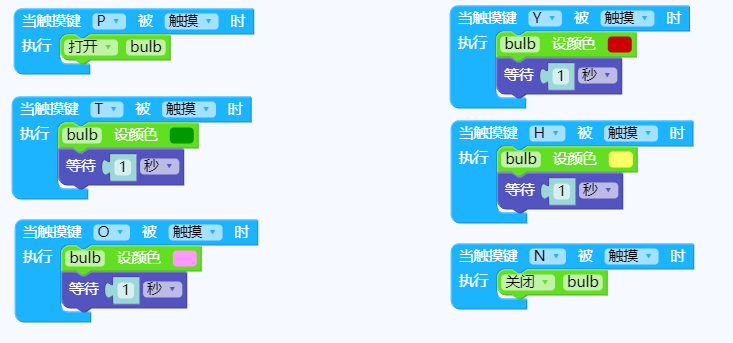 当触摸键 P 被 触摸 时
执行 打开 bulb
当触摸键 T 被 触摸 时
执行 bulb 设颜色
等待 1 秒
当触摸键 O 被 触摸 时
执行 bulb 设颜色
等待 1 秒
当触摸键 Y 被 触摸 时
执行 bulb 设颜色
等待 1 秒
当触摸键 H 被 触摸 时
执行 bulb 设颜色
等待 1 秒
当触摸键 N 被 触摸 时
执行 关闭 bulb